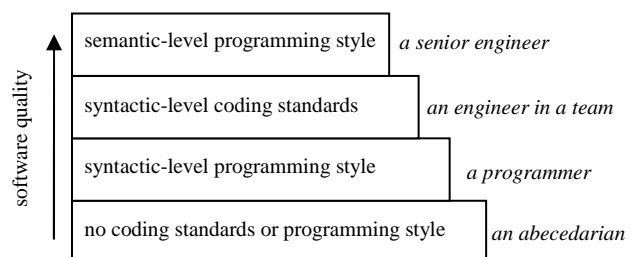 semantic-level programming style a senior engineer
syntactic-level coding standards an engineer in a team
syntactic-level programming style a programmer
no coding standards or programming style an abecedarian
software quality